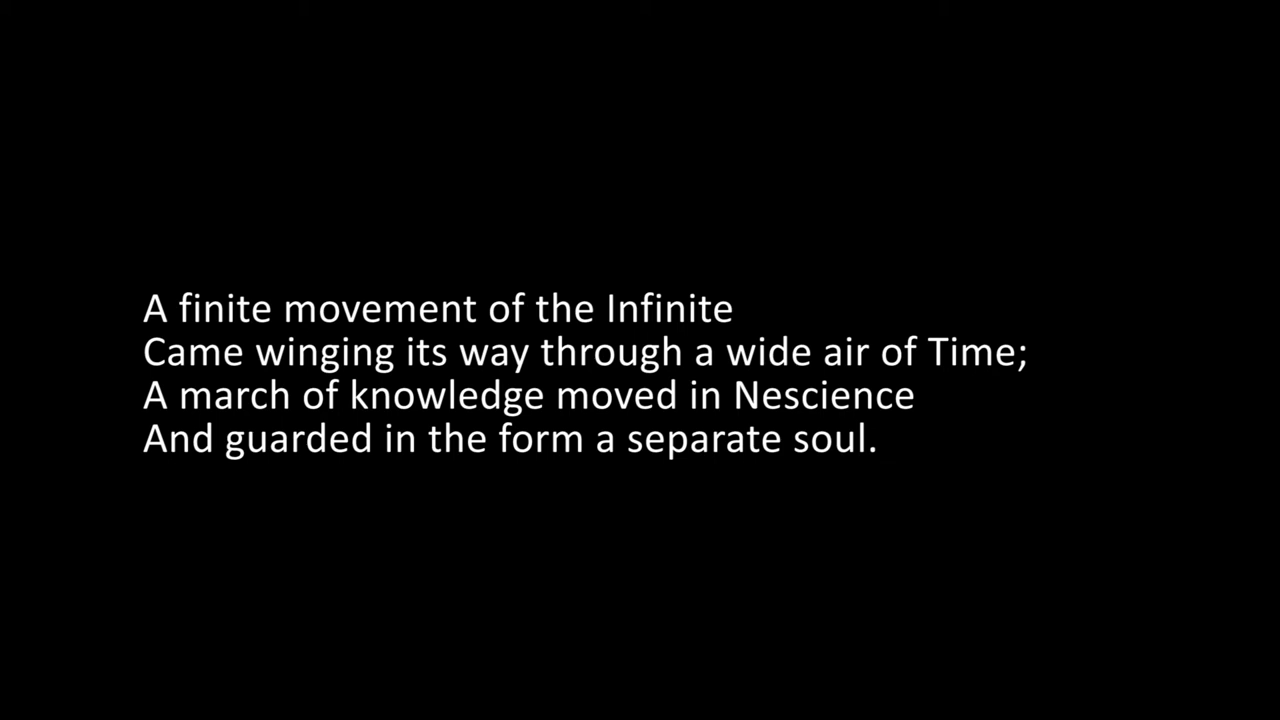 A finite movement of the Infinite
Came winging its way through a wide air of Time;
A march of knowledge moved in Nescience
And guarded in the form a separate soul.